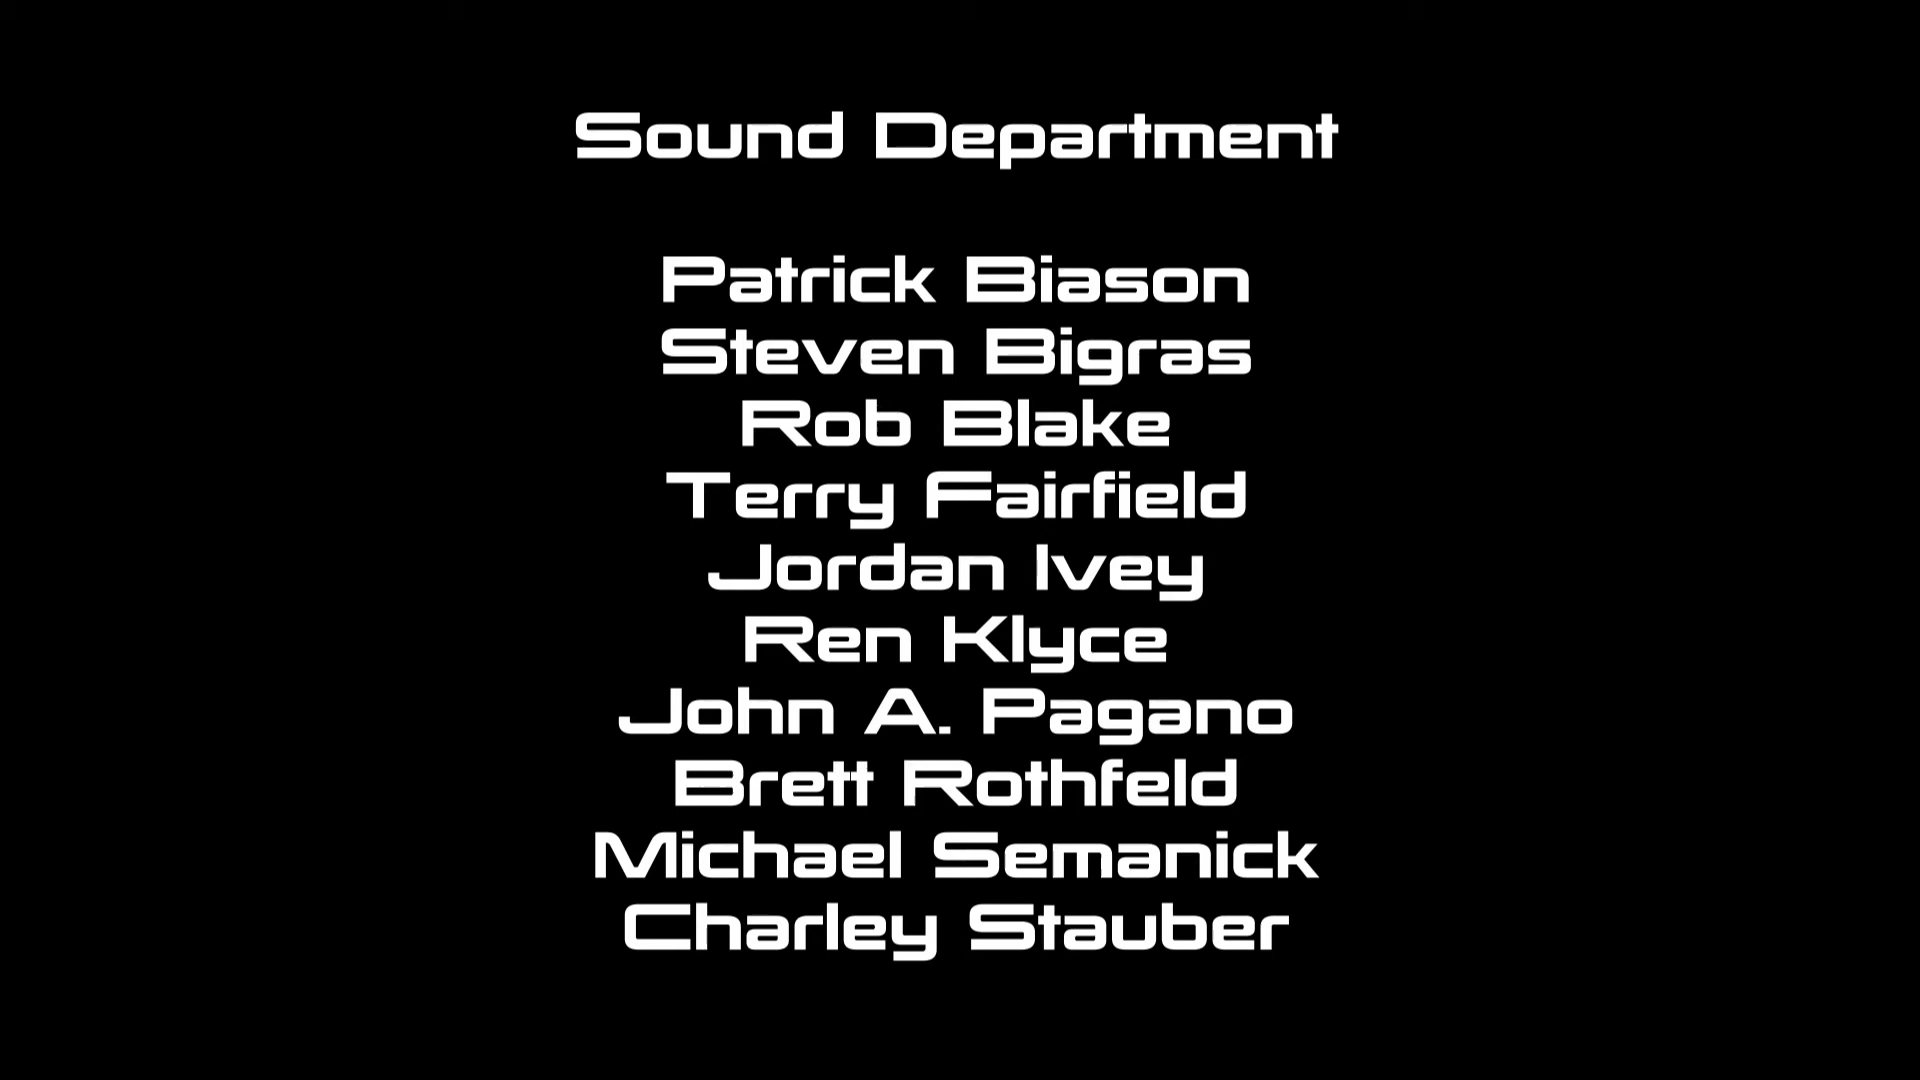 Sound Department
Patrick Biason
Steven Bigras
Rob Blake
Terry Fairfield
Jordan Ivey
Ren Klyce
John A. Pagano
Brett Rothfeld
Michael Semanick
Charley Stauber